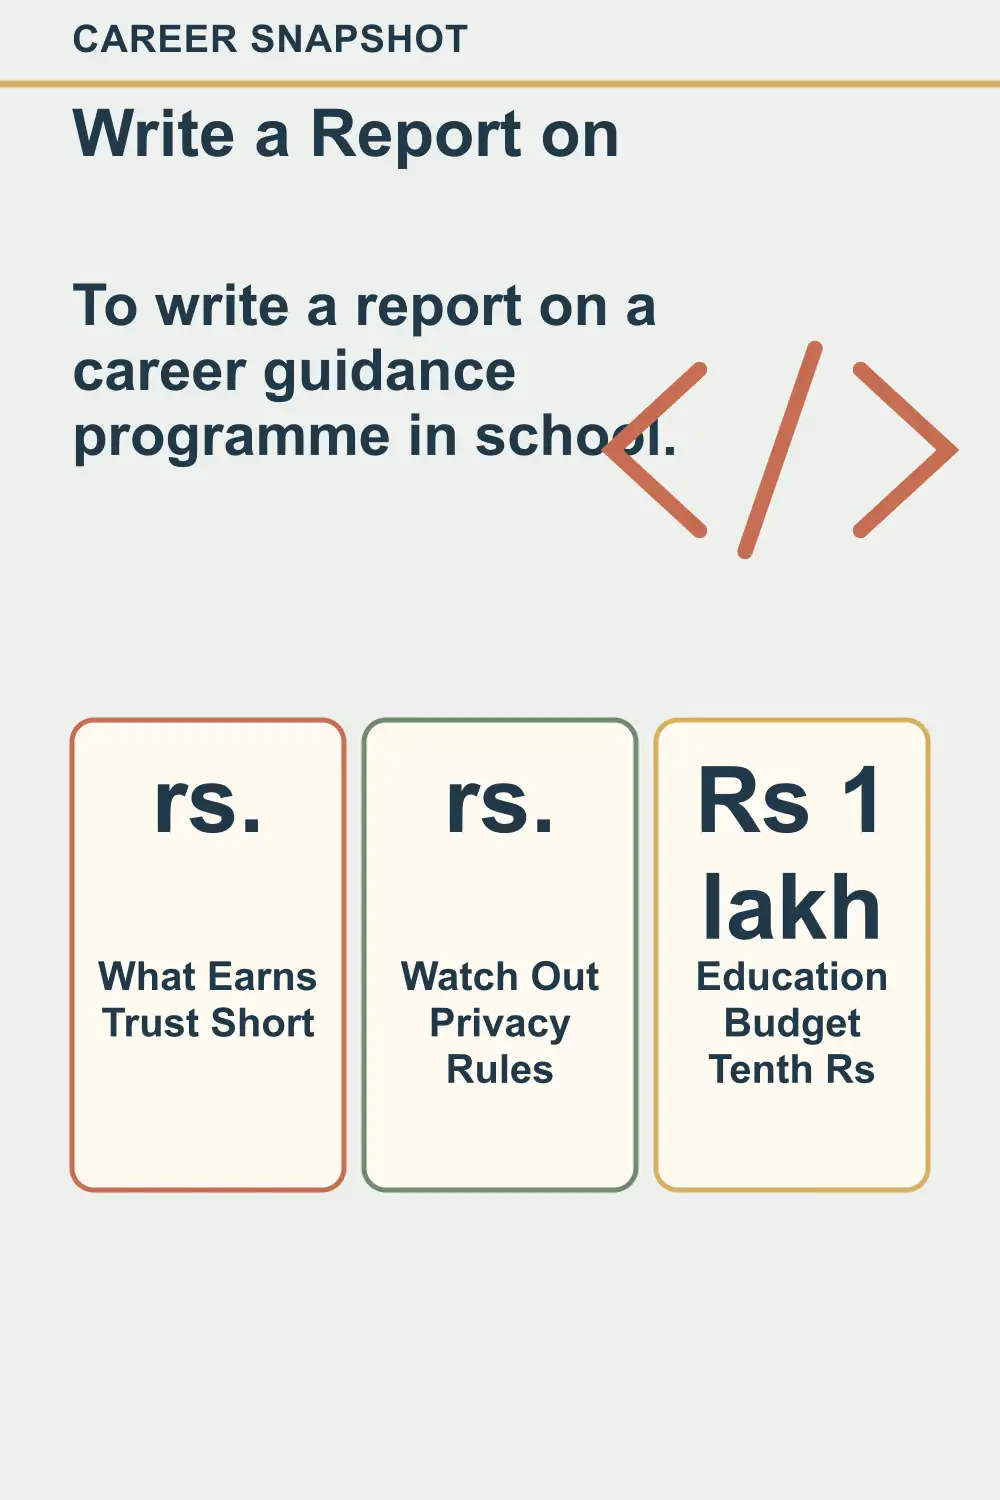 CAREER SNAPSHOT
Write a Report on
To write a report on a
career guidance
programme in school.
rs.
What Earns
Trust Short
rs.
Watch Out
Privacy
Rules
Rs 1
lakh
Education
Budget
Tenth Rs